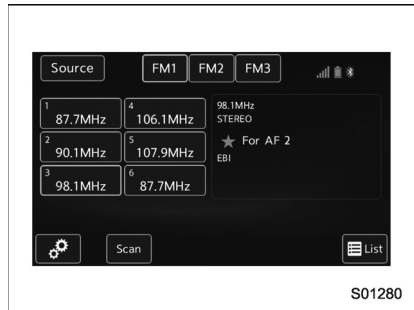 Source
FM1 FM2 FM3
1
87.7MHz
2
90.1MHz
3
98.1MHz
4
106.1MHz
5
107.9MHz
6
87.7MHz
98.1MHz
STEREO
For AF 2
EBI
Scan
List
S01280